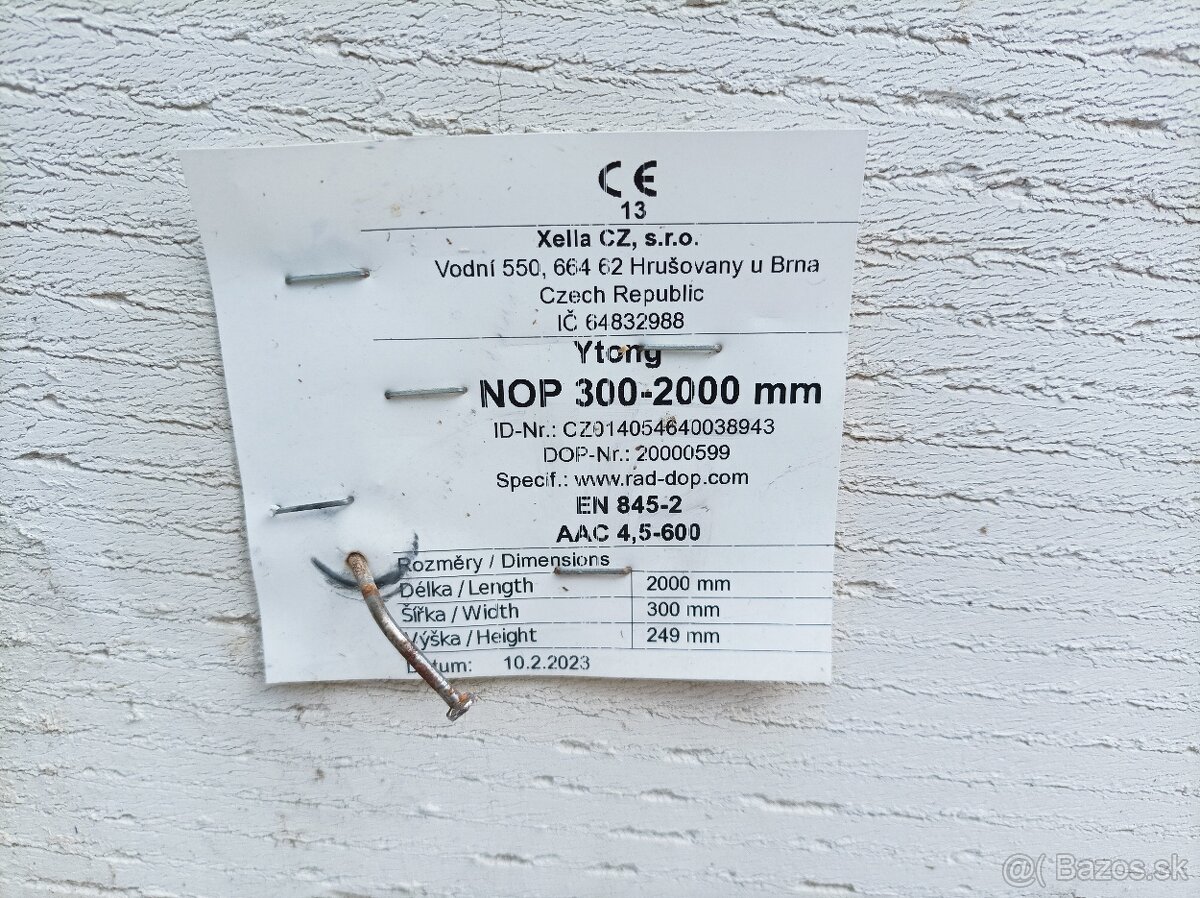 CE
13
Xella CZ, s.r.o.
Vodní 550, 664 62 Hrušovany u Brna
Czech Republic
IČ 64832988
Ytong
NOP 300-2000 mm
ID-Nr.: CZ014054640038943
DOP-Nr.: 20000599
Specif.: www.rad-dop.com
EN 845-2
AAC 4,5-600
Rozměry / Dimensions
Délka / Length 2000 mm
Šířka / Width 300 mm
Výška / Height 249 mm
Datum: 10.2.2023
@( Bazos.sk